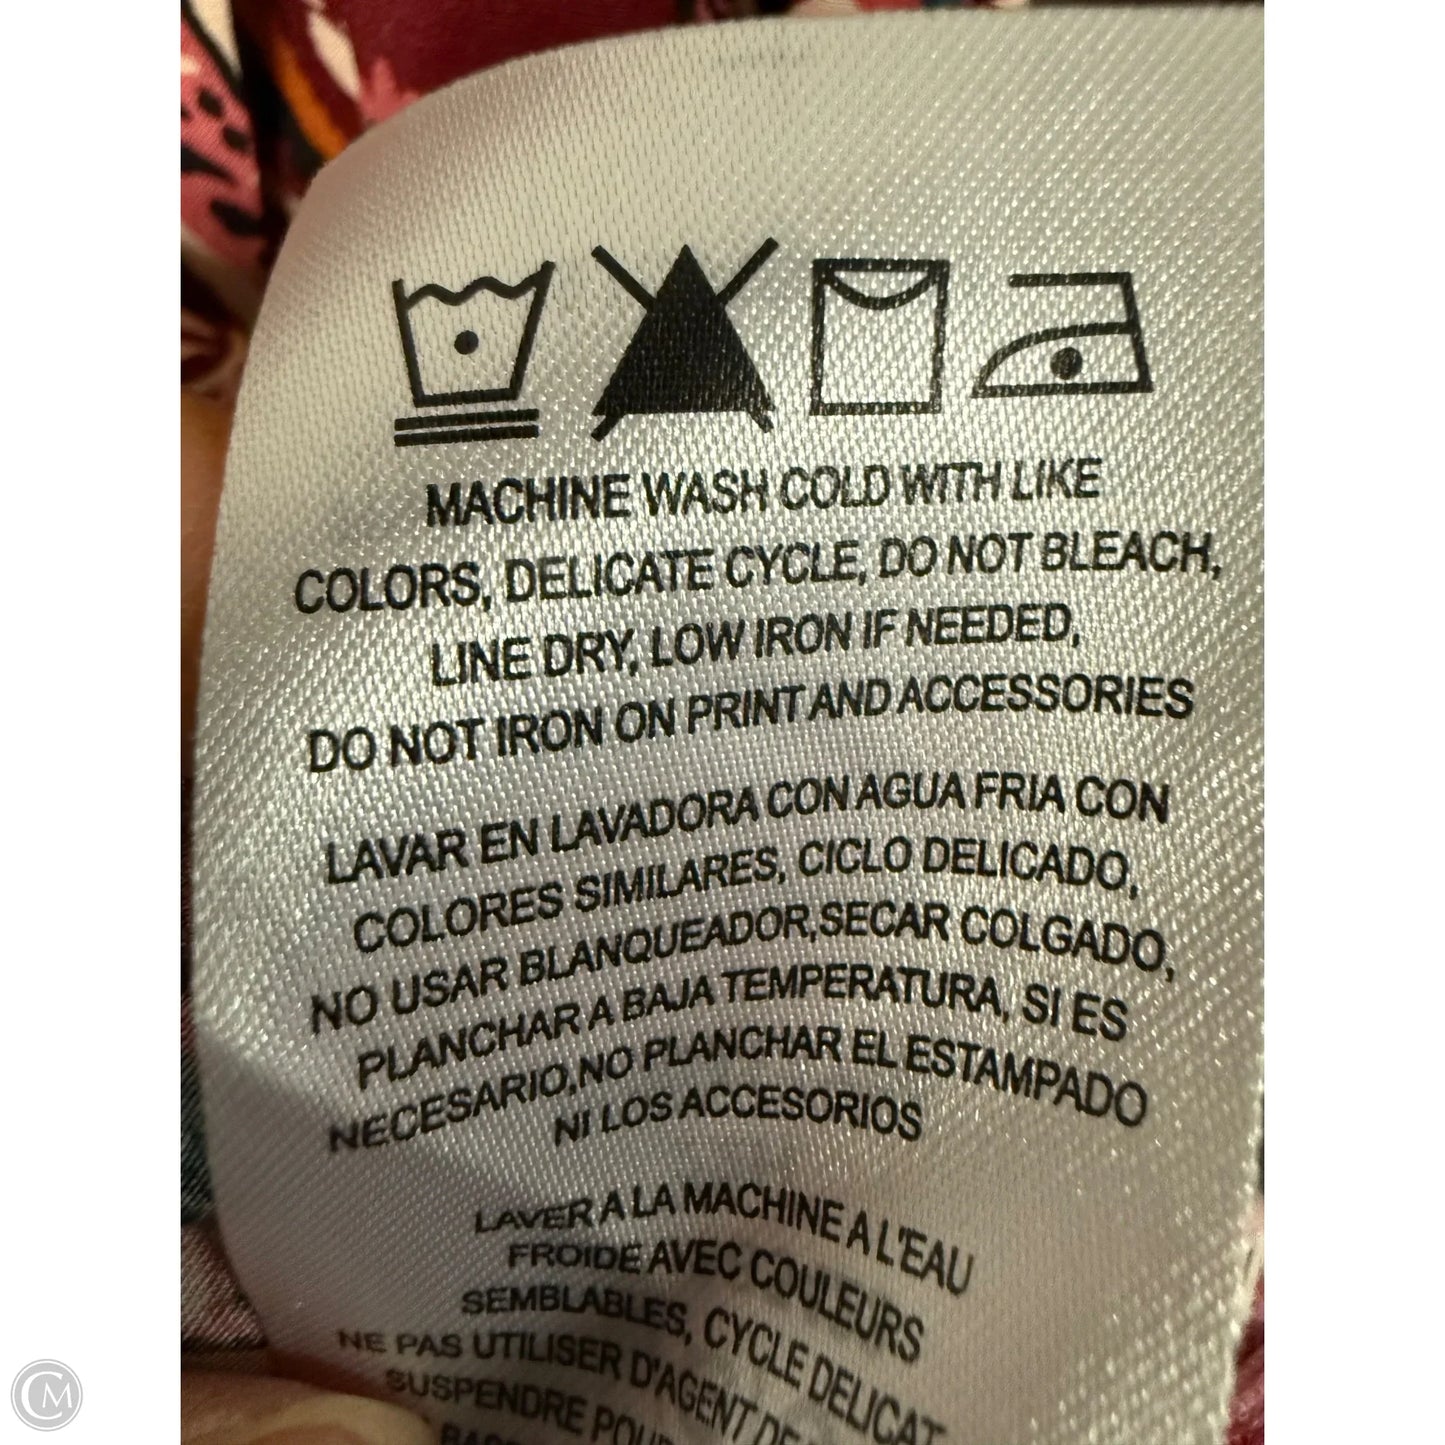 MACHINE WASH COLD WITH LIKE
COLORS, DELICATE CYCLE, DO NOT BLEACH,
LINE DRY, LOW IRON IF NEEDED,
DO NOT IRON ON PRINT AND ACCESSORIES
LAVAR EN LAVADORA CON AGUA FRIA CON
COLORES SIMILARES, CICLO DELICADO,
NO USAR BLANQUEADOR,SECAR COLGADO,
PLANCHAR A BAJA TEMPERATURA, SI ES
NECESARIO,NO PLANCHAR EL ESTAMPADO
NI LOS ACCESORIOS
LAVER A LA MACHINE A L'EAU
FROIDE AVEC COULEURS
SEMBLABLES, CYCLE DELICAT
NE PAS UTILISER D'AGENT DE
SUSPENDRE POUR
CM